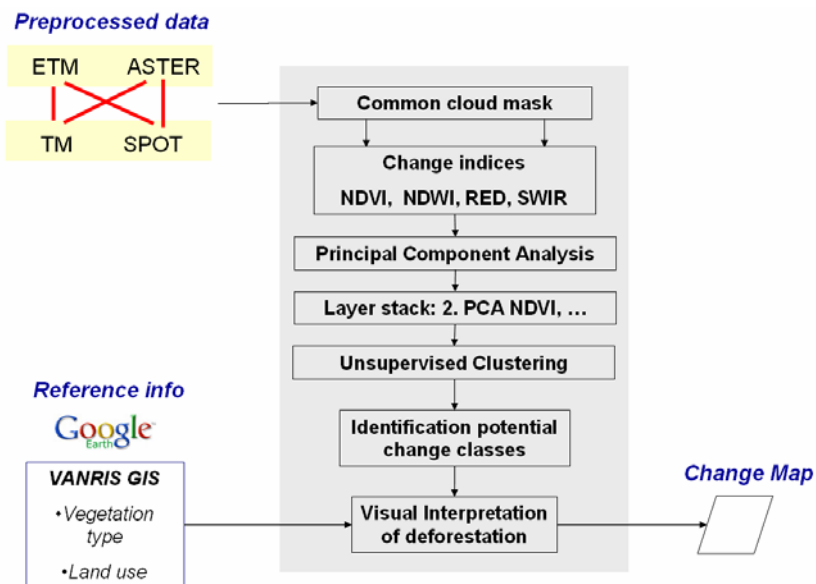 Preprocessed data
ETM ASTER
TM SPOT
Common cloud mask
Change indices
NDVI, NDWI, RED, SWIR
Principal Component Analysis
Layer stack: 2. PCA NDVI, …
Unsupervised Clustering
Identification potential
change classes
Visual Interpretation
of deforestation
Reference info
Google
Earth
VANRIS GIS
•Vegetation
type
•Land use
Change Map